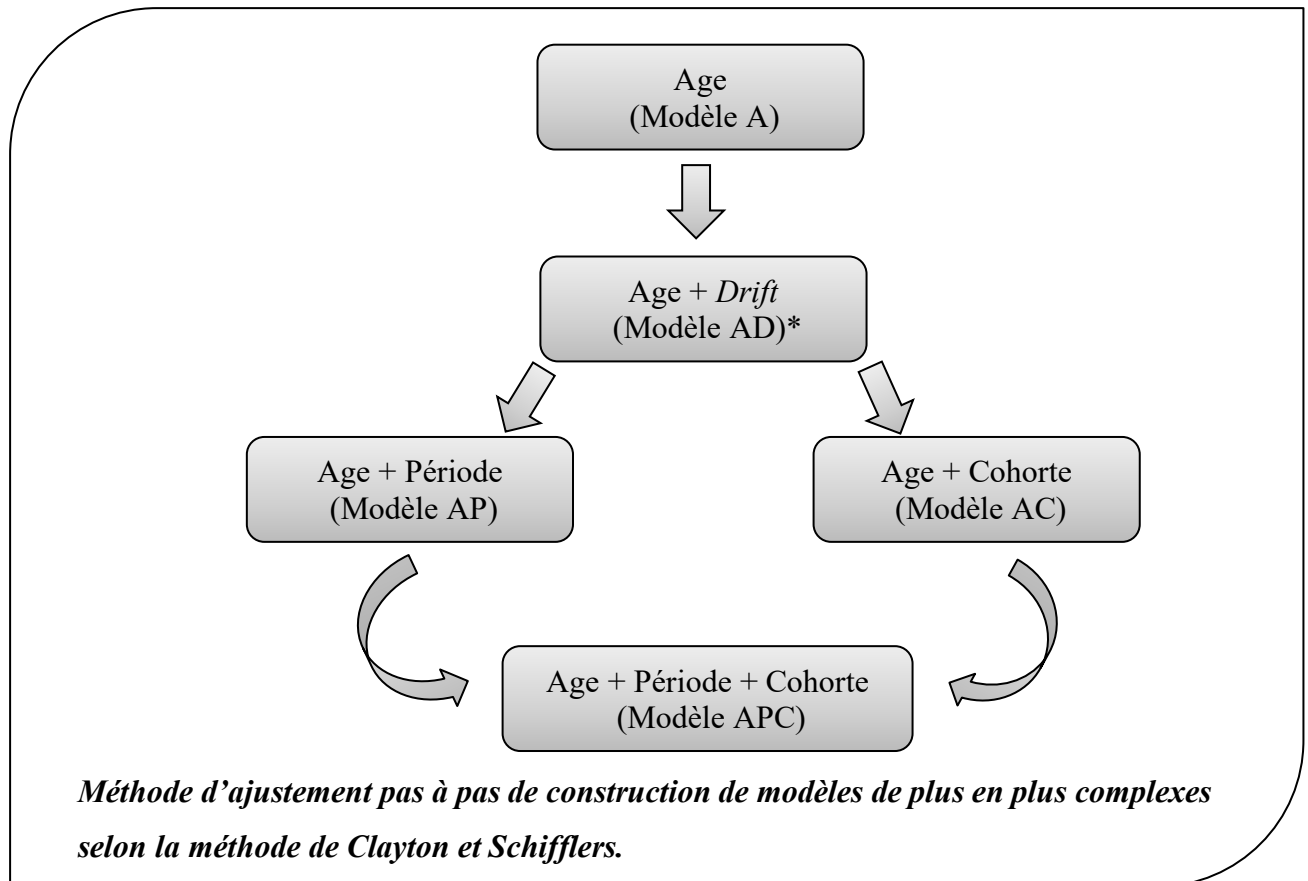 Age
(Modèle A)
Age + Drift
(Modèle AD)*
Age + Période
(Modèle AP)
Age + Cohorte
(Modèle AC)
Age + Période + Cohorte
(Modèle APC)
Méthode d’ajustement pas à pas de construction de modèles de plus en plus complexes
selon la méthode de Clayton et Schifflers.